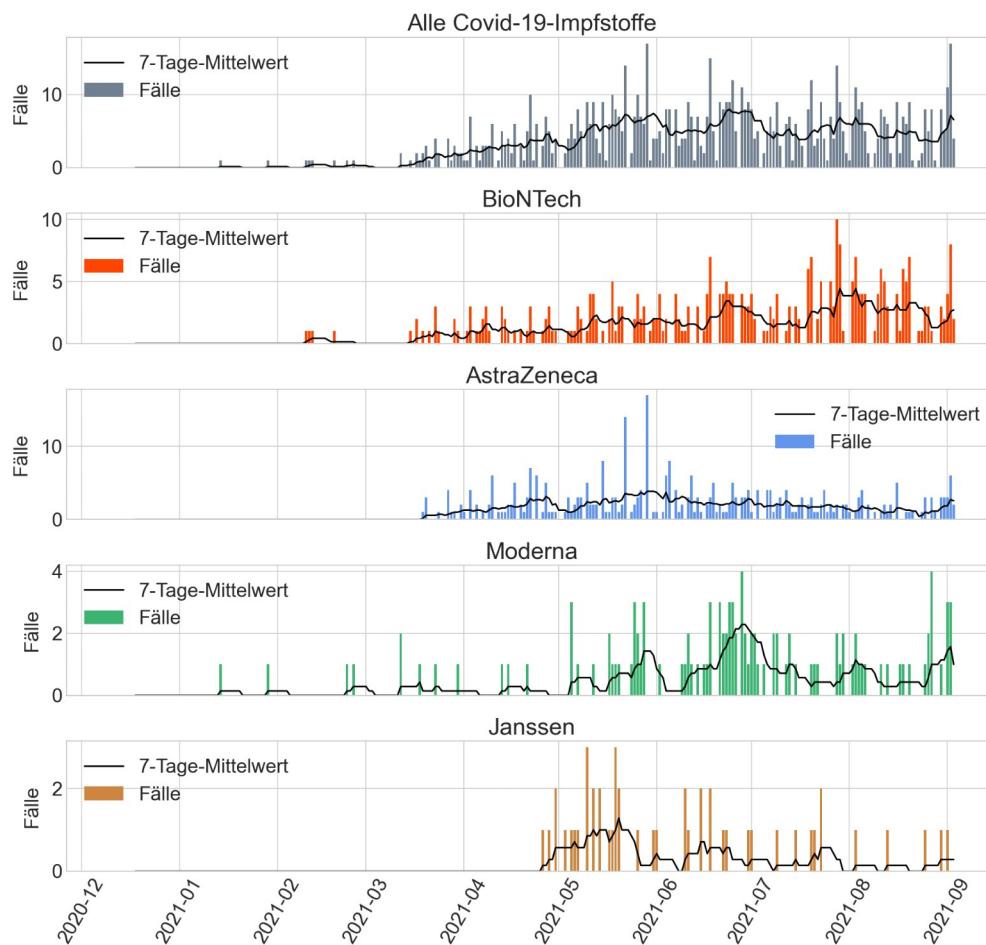 Alle Covid-19-Impfstoffe
Fälle
10
0
7-Tage-Mittelwert
Fälle
BioNTech
Fälle
10
5
0
7-Tage-Mittelwert
Fälle
AstraZeneca
Fälle
10
0
7-Tage-Mittelwert
Fälle
Moderna
Fälle
4
2
0
7-Tage-Mittelwert
Fälle
Janssen
Fälle
2
0
7-Tage-Mittelwert
Fälle
2020-12
2021-01
2021-02
2021-03
2021-04
2021-05
2021-06
2021-07
2021-08
2021-09